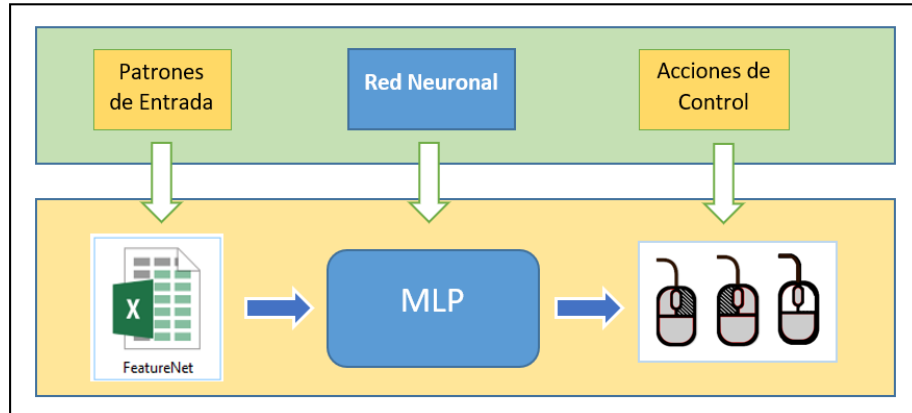 Patrones
de Entrada
Red Neuronal
Acciones de
Control
X
FeatureNet
MLP